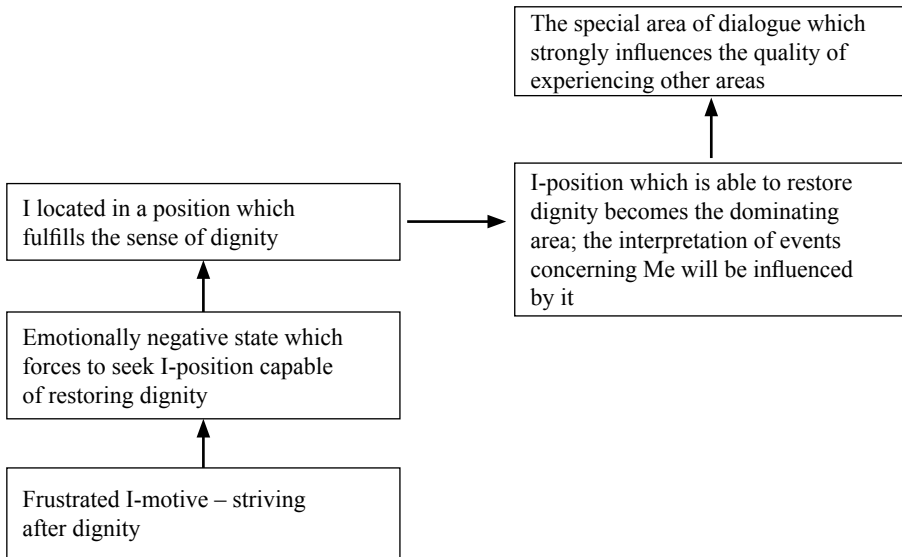 The special area of dialogue which
strongly influences the quality of
experiencing other areas
I-position which is able to restore
dignity becomes the dominating
area; the interpretation of events
concerning Me will be influenced
by it
I located in a position which
fulfills the sense of dignity
Emotionally negative state which
forces to seek I-position capable
of restoring dignity
Frustrated I-motive – striving
after dignity